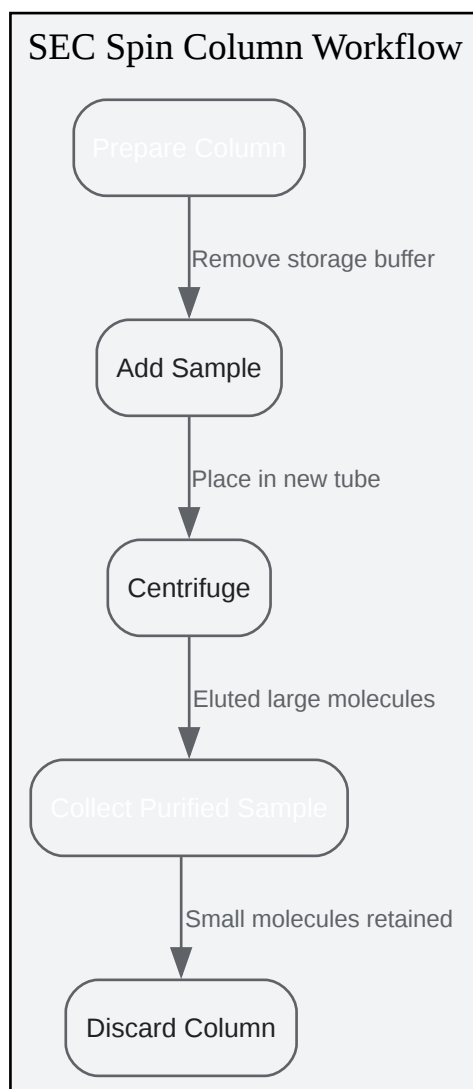 SEC Spin Column Workflow
Prepare Column
Remove storage buffer
Add Sample
Place in new tube
Centrifuge
Eluted large molecules
Collect Purified Sample
Small molecules retained
Discard Column